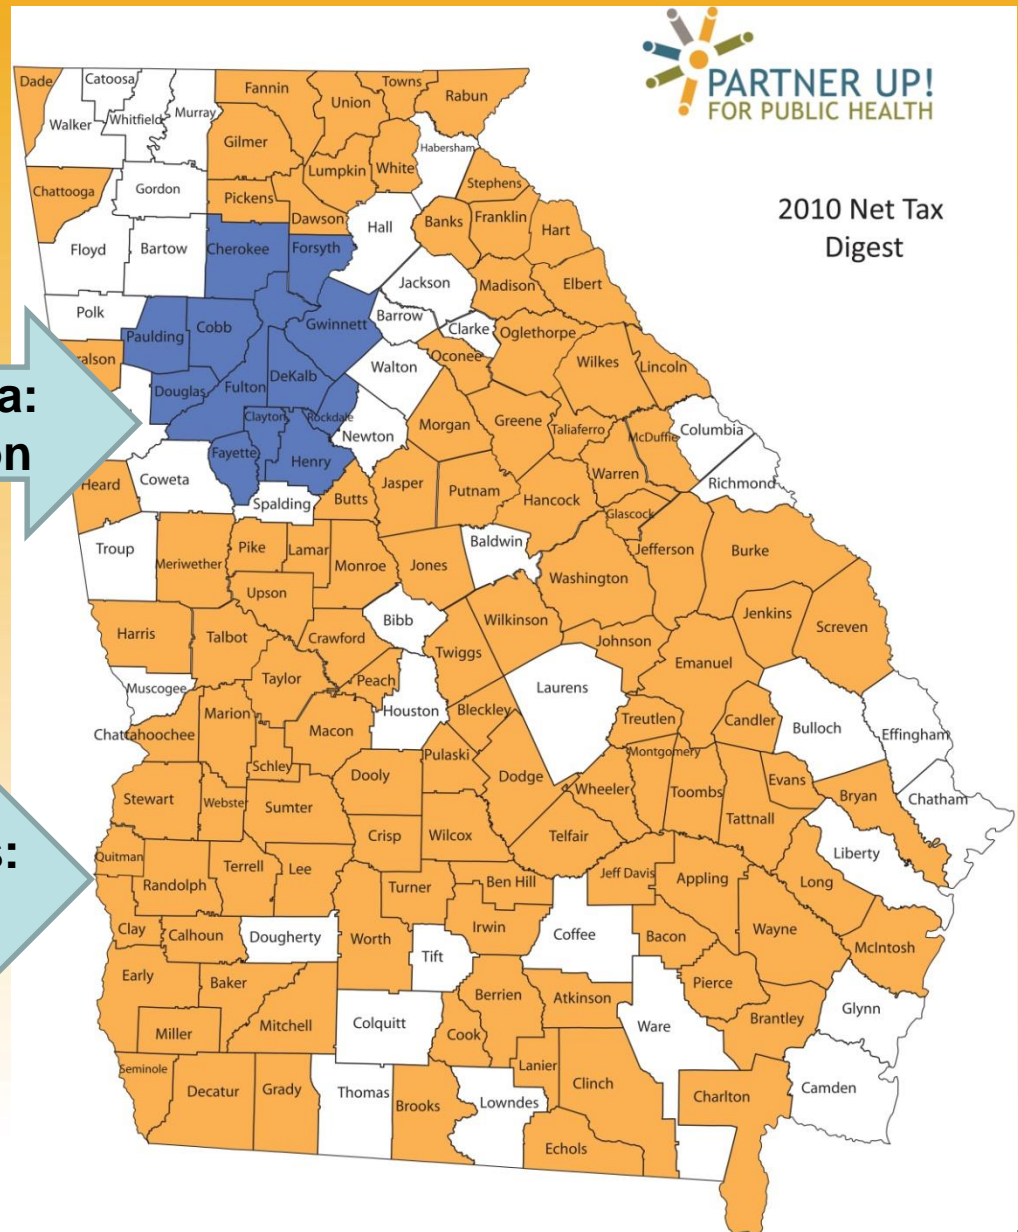 PARTNER UP!
FOR PUBLIC HEALTH
2010 Net Tax
Digest
Dade
Catoosa
Walker
Whitfield
Murray
Fannin
Union
Towns
Rabun
Gilmer
Habersham
Lumpkin
White
Chattooga
Gordon
Pickens
Dawson
Stephens
Banks
Franklin
Hart
Floyd
Bartow
Cherokee
Forsyth
Hall
Jackson
Madison
Elbert
Polk
Paulding
Cobb
Gwinnett
Barrow
Clarke
Oglethorpe
Oconee
Wilkes
Lincoln
ralson
Douglas
Fulton
DeKalb
Walton
a:
on
Clayton
Rockdale
Newton
Morgan
Greene
Taliaferro
McDuffie
Columbia
Fayette
Henry
Warren
Richmond
Heard
Coweta
Spalding
Butts
Jasper
Putnam
Hancock
Glascock
Troup
Meriwether
Pike
Lamar
Monroe
Jones
Baldwin
Washington
Jefferson
Burke
Upson
Bibb
Wilkinson
Jenkins
Screven
Harris
Talbot
Crawford
Twiggs
Johnson
Emanuel
Taylor
Peach
Muscogee
Marion
Macon
Houston
Bleckley
Laurens
Treutlen
Candler
Bulloch
Effingham
Chattahoochee
Schley
Dooly
Pulaski
Dodge
Wheeler
Montgomery
Toombs
Evans
Bryan
Chatham
Stewart
Webster
Sumter
Crisp
Wilcox
Telfair
Tattnall
Liberty
s:
Quitman
Randolph
Terrell
Lee
Turner
Ben Hill
Jeff Davis
Appling
Long
Clay
Calhoun
Dougherty
Worth
Tift
Irwin
Coffee
Bacon
Wayne
McIntosh
Early
Baker
Berrien
Atkinson
Pierce
Miller
Mitchell
Colquitt
Cook
Ware
Brantley
Glynn
Seminole
Decatur
Grady
Thomas
Brooks
Lanier
Lowndes
Clinch
Charlton
Camden
Echols